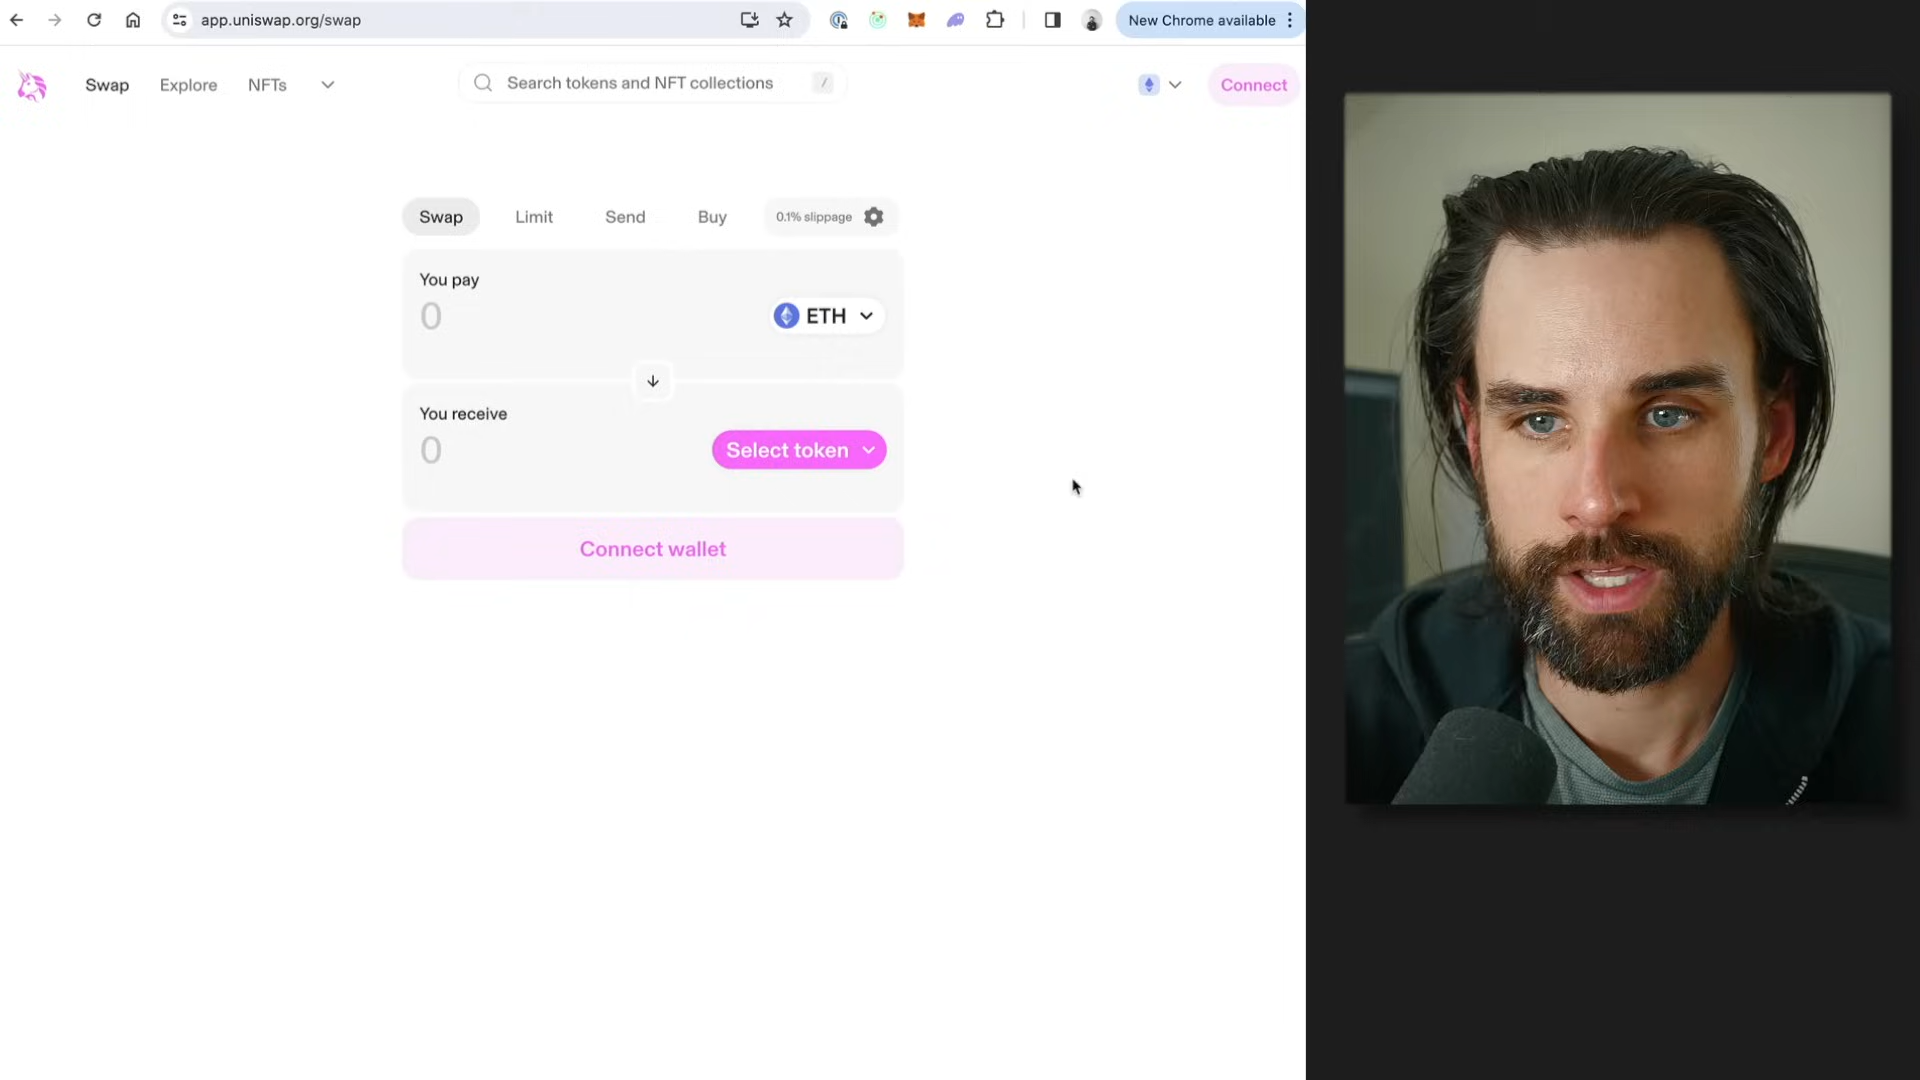 app.uniswap.org/swap
New Chrome available
Swap
Explore
NFTs
Search tokens and NFT collections
/
Connect
Swap
Limit
Send
Buy
0.1% slippage
You pay
0
ETH
You receive
0
Select token
Connect wallet